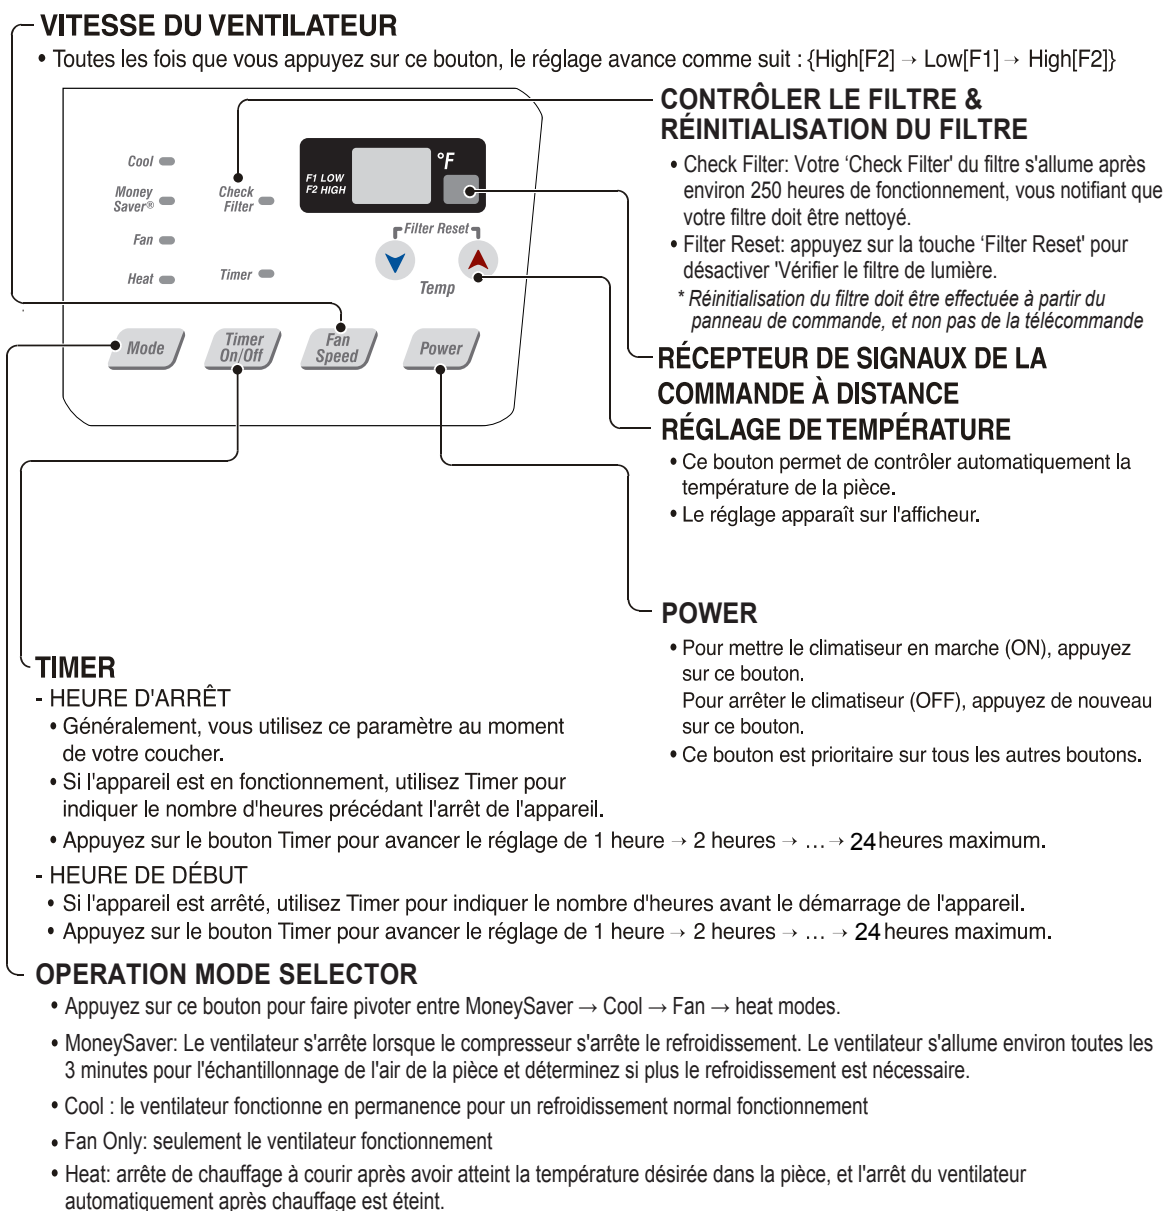 VITESSE DU VENTILATEUR
• Toutes les fois que vous appuyez sur ce bouton, le réglage avance comme suit : {High[F2] → Low[F1] → High[F2]}
Cool
Money
Saver®
Fan
Heat
Check
Filter
Timer
F1 LOW
F2 HIGH
°F
Filter Reset
Temp
Mode
Timer
On/Off
Fan
Speed
Power
CONTRÔLER LE FILTRE &
RÉINITIALISATION DU FILTRE
• Check Filter: Votre ‘Check Filter' du filtre s'allume après
environ 250 heures de fonctionnement, vous notifiant que
votre filtre doit être nettoyé.
• Filter Reset: appuyez sur la touche ‘Filter Reset' pour
désactiver 'Vérifier le filtre de lumière.
* Réinitialisation du filtre doit être effectuée à partir du
panneau de commande, et non pas de la télécommande
RÉCEPTEUR DE SIGNAUX DE LA
COMMANDE À DISTANCE
RÉGLAGE DE TEMPÉRATURE
• Ce bouton permet de contrôler automatiquement la
température de la pièce.
• Le réglage apparaît sur l'afficheur.
POWER
• Pour mettre le climatiseur en marche (ON), appuyez
sur ce bouton.
Pour arrêter le climatiseur (OFF), appuyez de nouveau
sur ce bouton.
• Ce bouton est prioritaire sur tous les autres boutons.
TIMER
- HEURE D'ARRÊT
• Généralement, vous utilisez ce paramètre au moment
de votre coucher.
• Si l'appareil est en fonctionnement, utilisez Timer pour
indiquer le nombre d'heures précédant l'arrêt de l'appareil.
• Appuyez sur le bouton Timer pour avancer le réglage de 1 heure → 2 heures → …→ 24 heures maximum.
- HEURE DE DÉBUT
• Si l'appareil est arrêté, utilisez Timer pour indiquer le nombre d'heures avant le démarrage de l'appareil.
• Appuyez sur le bouton Timer pour avancer le réglage de 1 heure → 2 heures → … → 24 heures maximum.
OPERATION MODE SELECTOR
• Appuyez sur ce bouton pour faire pivoter entre MoneySaver → Cool → Fan → heat modes.
• MoneySaver: Le ventilateur s'arrête lorsque le compresseur s'arrête le refroidissement. Le ventilateur s'allume environ toutes les
3 minutes pour l'échantillonnage de l'air de la pièce et déterminez si plus le refroidissement est nécessaire.
• Cool : le ventilateur fonctionne en permanence pour un refroidissement normal fonctionnement
• Fan Only: seulement le ventilateur fonctionnement
• Heat: arrête de chauffage à courir après avoir atteint la température désirée dans la pièce, et l'arrêt du ventilateur
automatiquement après chauffage est éteint.